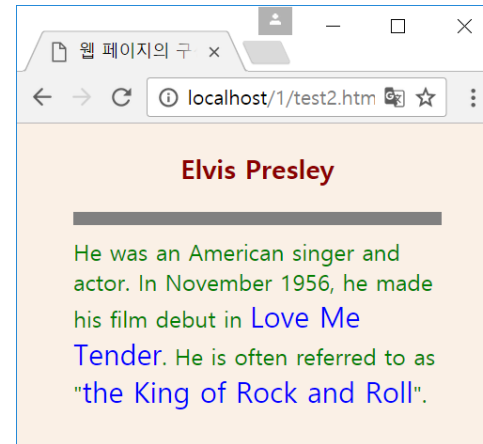 웹 페이지의 구
localhost/1/test2.htm
Elvis Presley
He was an American singer and
actor. In November 1956, he made
his film debut in Love Me
Tender. He is often referred to as
"the King of Rock and Roll".